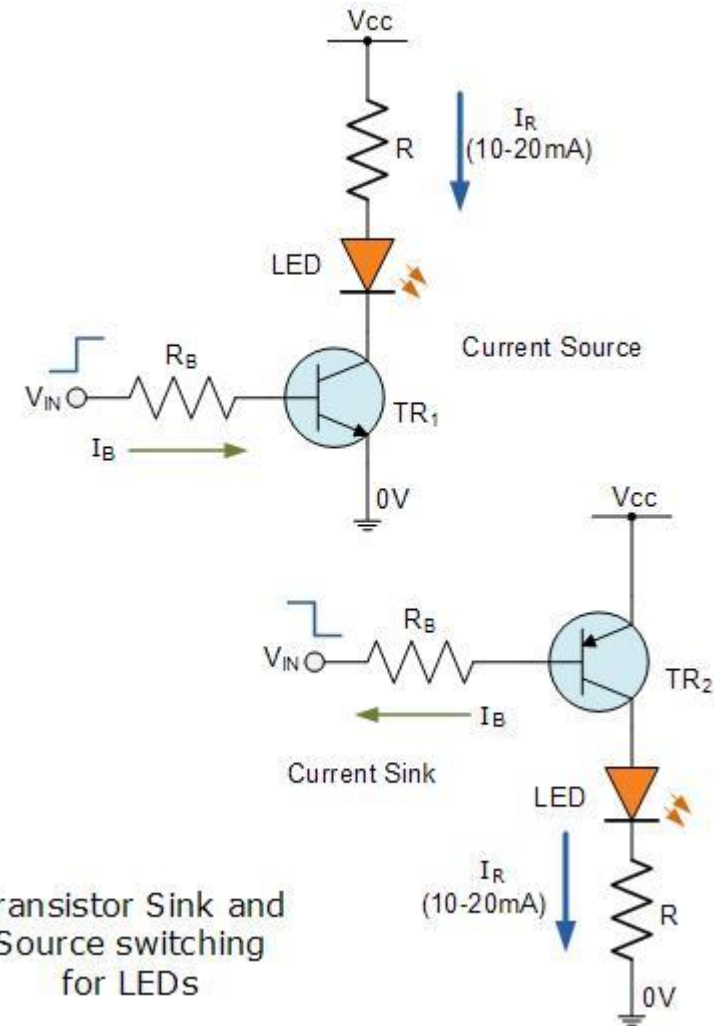 Vcc
R
IR
(10-20mA)
LED
Current Source
RB
VIN
TR1
IB
0V
Vcc
RB
VIN
TR2
IB
Current Sink
LED
IR
(10-20mA)
R
0V
ransistor Sink and
Source switching
for LEDs